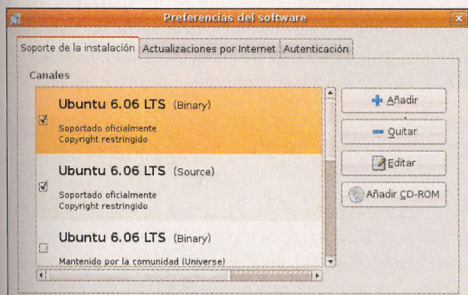 Preferencias del software
Soporte de la instalación Actualizaciones por Internet Autenticación
Canales
Ubuntu 6.06 LTS (Binary)
Soportado oficialmente
Copyright restringido
Ubuntu 6.06 LTS (Source)
Soportado oficialmente
Copyright restringido
Ubuntu 6.06 LTS (Binary)
Mantenido por la comunidad (Universe)
Añadir
Quitar
Editar
Añadir CD-ROM